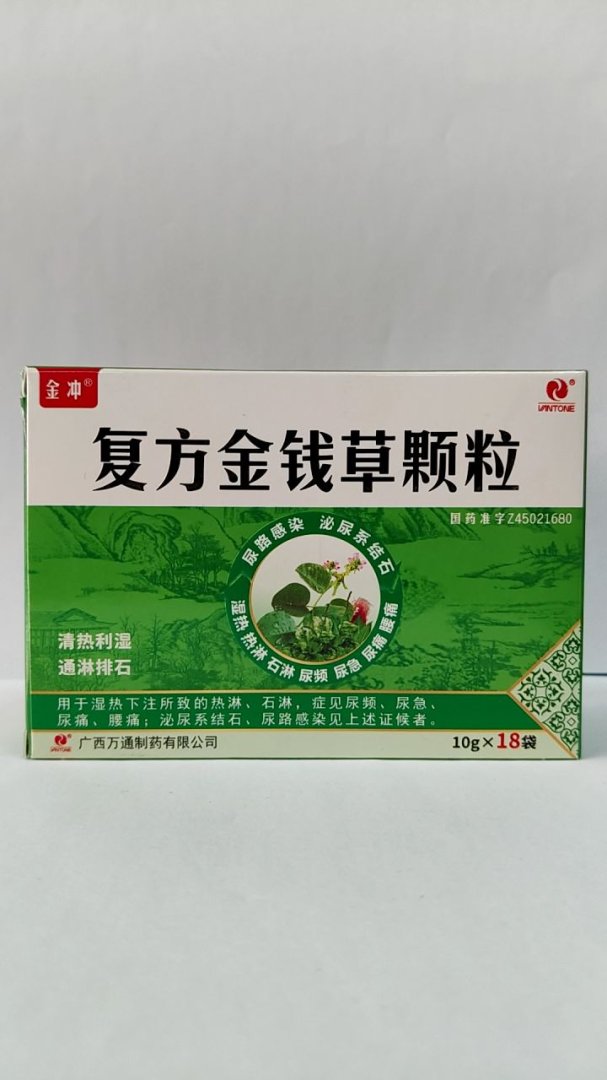 金冲®
VANTONE®
复方金钱草颗粒
国药准字Z45021680
尿路感染 泌尿系结石
湿热 热淋 石淋 尿频 尿急 尿痛 腰痛
清热利湿
通淋排石
用于湿热下注所致的热淋、石淋，症见尿频、尿急、
尿痛、腰痛；泌尿系结石、尿路感染见上述证候者。
VANTONE 广西万通制药有限公司
10g×18袋